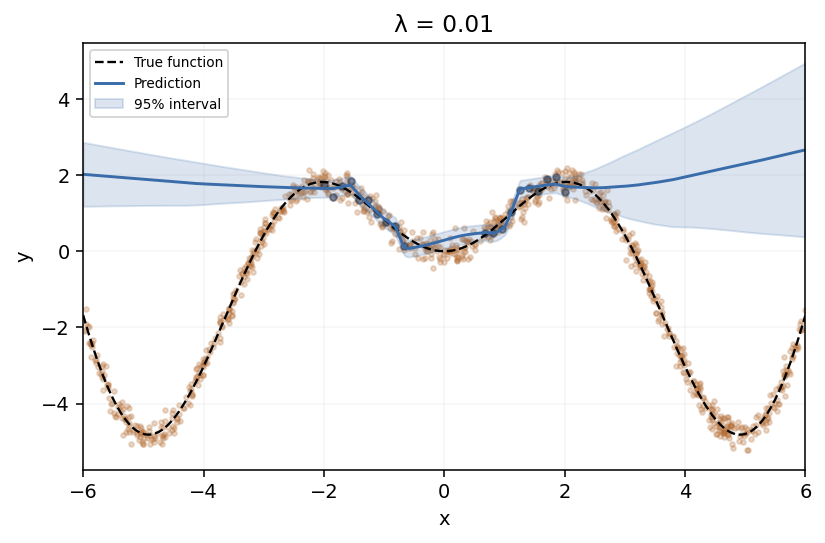 λ = 0.01
True function
Prediction
95% interval
y
4
2
0
−2
−4
−6 −4 −2 0 2 4 6
x